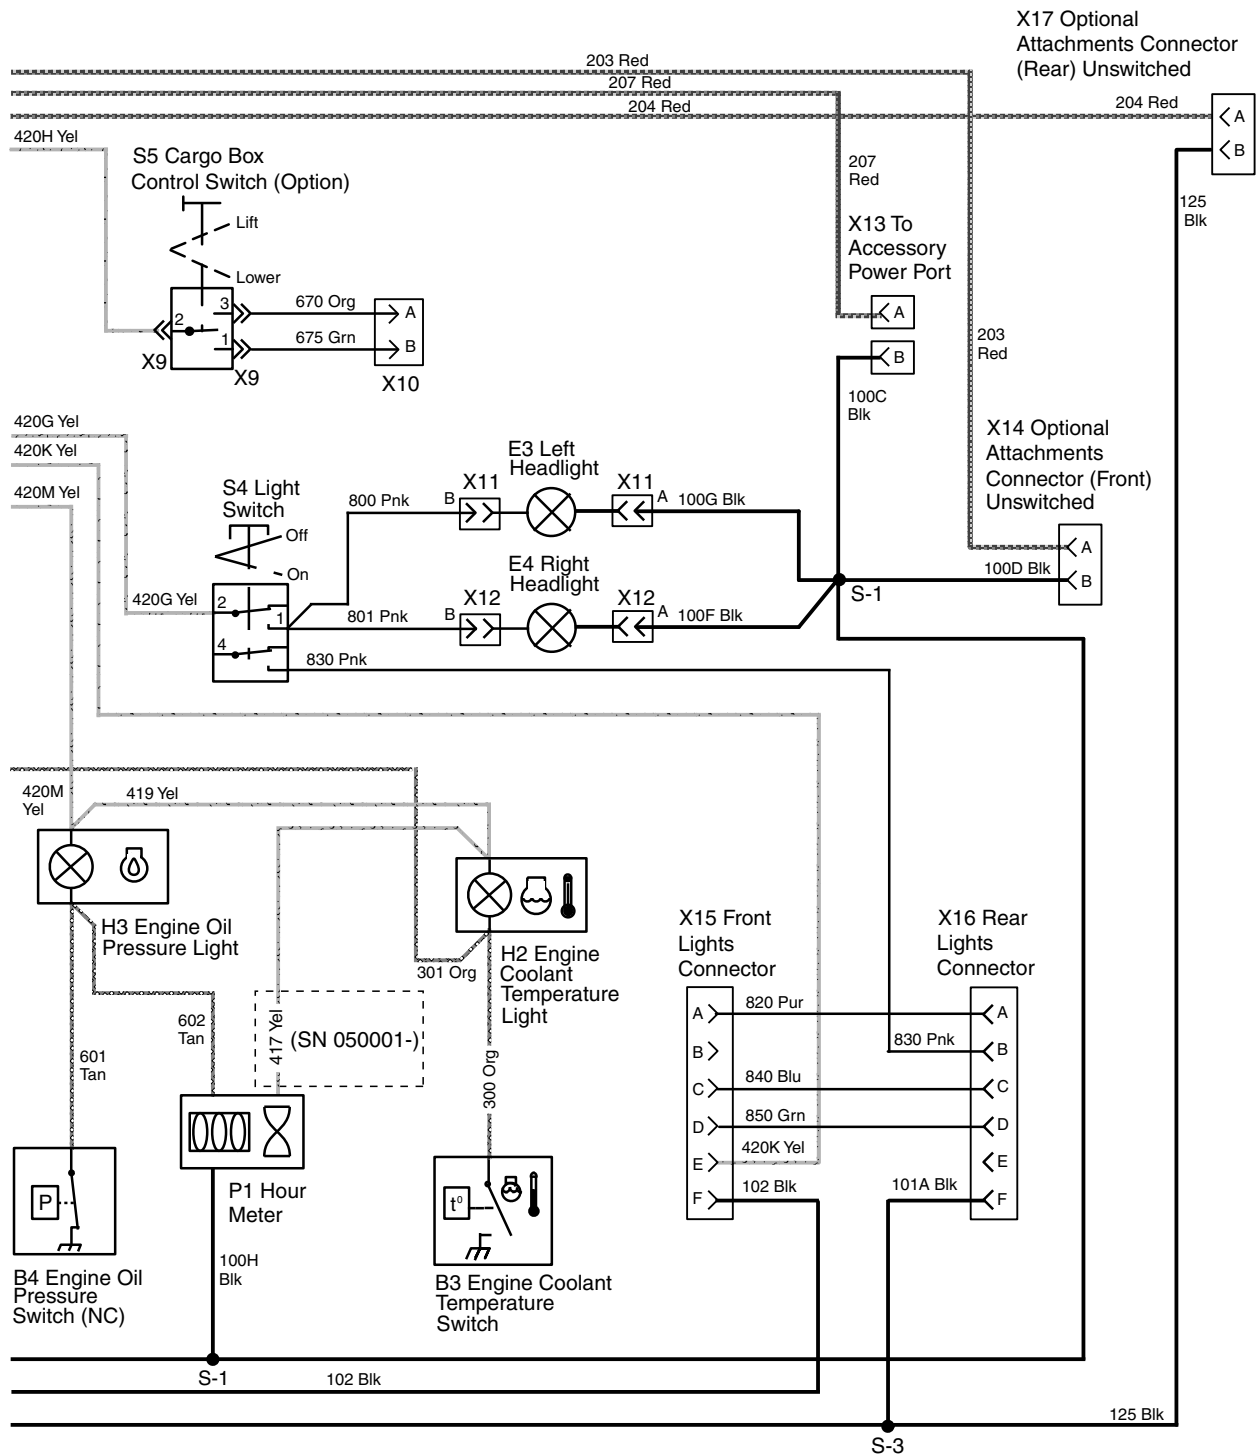 X17 Optional
Attachments Connector
(Rear) Unswitched
203 Red
207 Red
204 Red
204 Red
A
B
420H Yel
S5 Cargo Box
Control Switch (Option)
Lift
Lower
207
Red
125
Blk
X13 To
Accessory
Power Port
A
B
3
2
1
670 Org
675 Grn
A
B
X9
X9
X10
203
Red
100C
Blk
420G Yel
420K Yel
420M Yel
X14 Optional
Attachments
Connector (Front)
Unswitched
A
B
E3 Left
Headlight
X11
X11
B
A
800 Pnk
100G Blk
S4 Light
Switch
Off
On
E4 Right
Headlight
X12
X12
B
A
801 Pnk
100F Blk
100D Blk
S-1
420G Yel
2
1
4
830 Pnk
420M
Yel
419 Yel
H3 Engine Oil
Pressure Light
301 Org
H2 Engine
Coolant
Temperature
Light
X15 Front
Lights
Connector
X16 Rear
Lights
Connector
602
Tan
417 Yel
(SN 050001-)
601
Tan
300 Org
A
820 Pur
A
B
830 Pnk
B
C
840 Blu
C
D
850 Grn
D
E
420K Yel
E
F
102 Blk
101A Blk
F
P
t°
P1 Hour
Meter
100H
Blk
B4 Engine Oil
Pressure
Switch (NC)
B3 Engine Coolant
Temperature
Switch
S-1
102 Blk
125 Blk
S-3